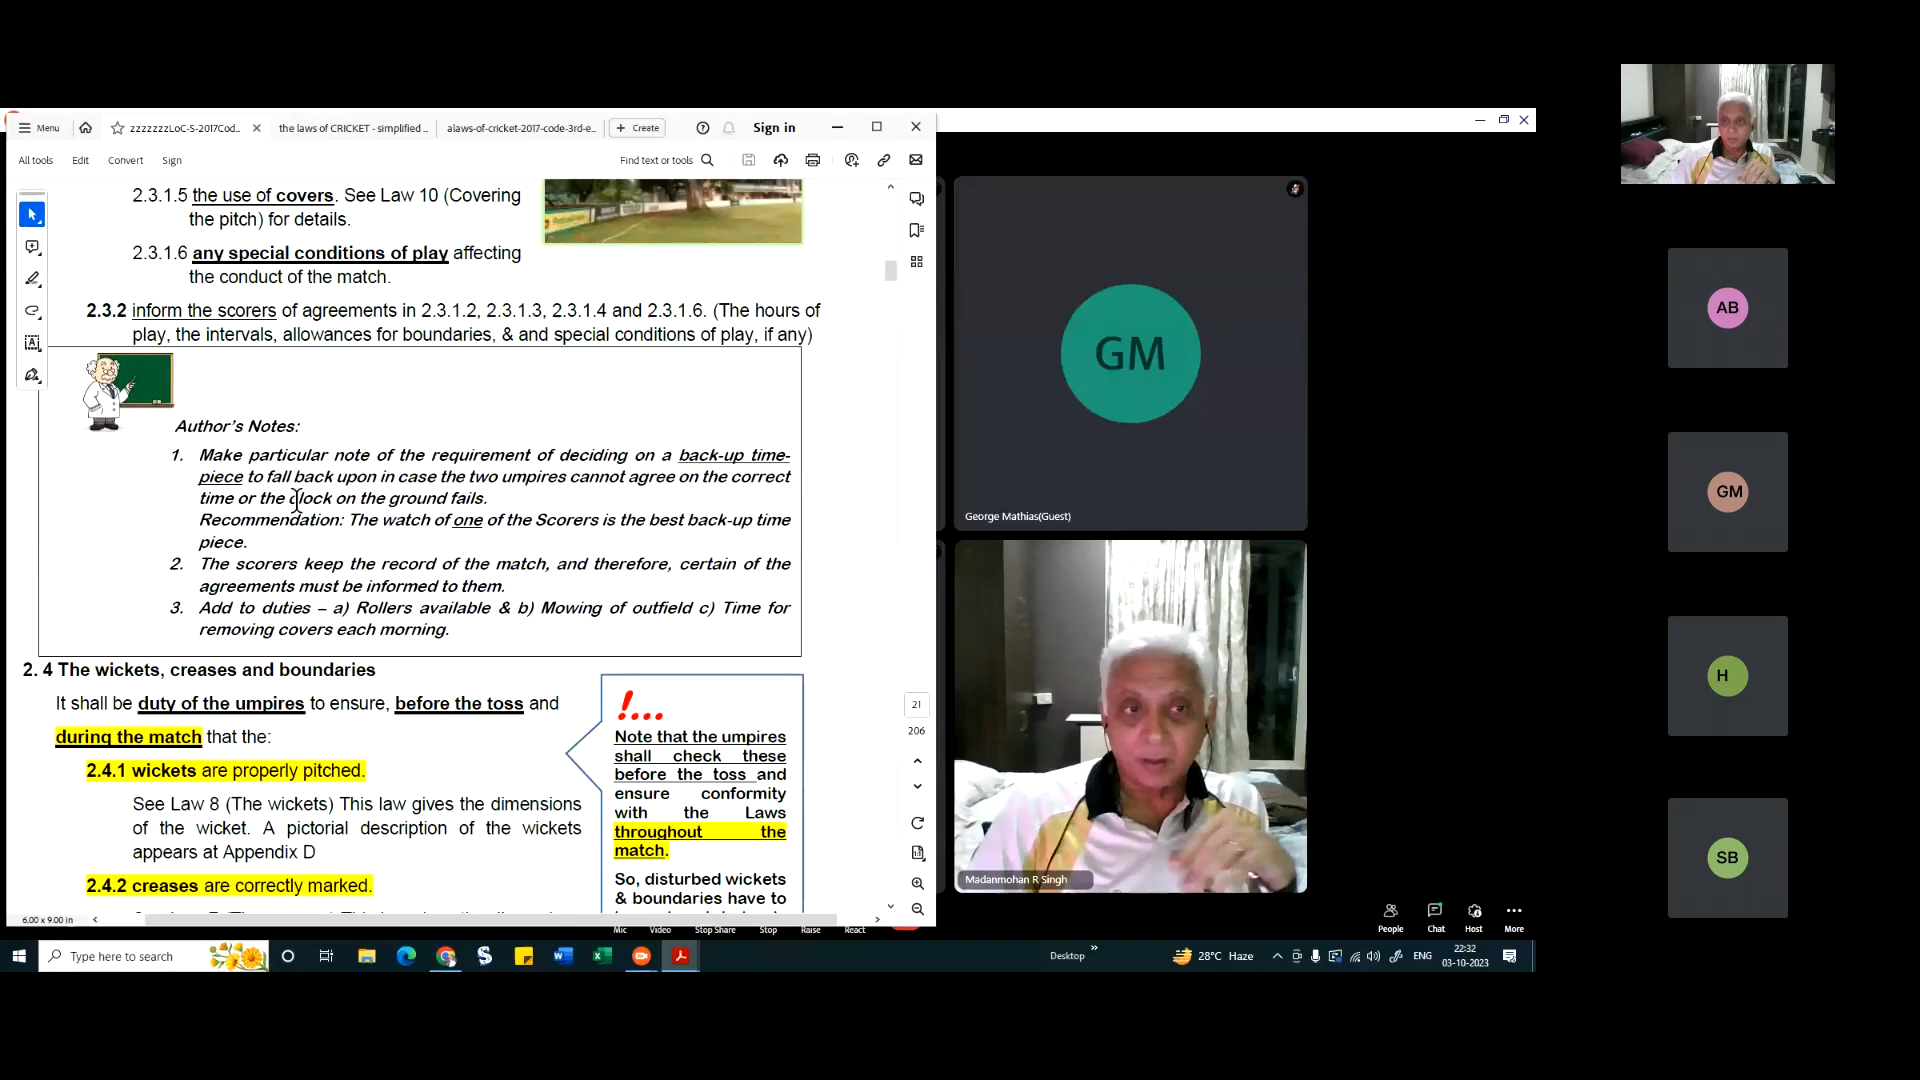 Menu
zzzzzzzLoC-S-2017Cod...
the laws of CRICKET - simplified ...
alaws-of-cricket-2017-code-3rd-e...
Create
Sign in
All tools
Edit
Convert
Sign
Find text or tools
2.3.1.5 the use of covers. See Law 10 (Covering
the pitch) for details.
2.3.1.6 any special conditions of play affecting
the conduct of the match.
2.3.2 inform the scorers of agreements in 2.3.1.2, 2.3.1.3, 2.3.1.4 and 2.3.1.6. (The hours of
play, the intervals, allowances for boundaries, & and special conditions of play, if any)
Author's Notes:
1. Make particular note of the requirement of deciding on a back-up time-
piece to fall back upon in case the two umpires cannot agree on the correct
time or the clock on the ground fails.
Recommendation: The watch of one of the Scorers is the best back-up time
piece.
2. The scorers keep the record of the match, and therefore, certain of the
agreements must be informed to them.
3. Add to duties – a) Rollers available & b) Mowing of outfield c) Time for
removing covers each morning.
2. 4 The wickets, creases and boundaries
It shall be duty of the umpires to ensure, before the toss and
during the match that the:
2.4.1 wickets are properly pitched.
See Law 8 (The wickets) This law gives the dimensions
of the wicket. A pictorial description of the wickets
appears at Appendix D
2.4.2 creases are correctly marked.
!....
Note that the umpires
shall check these
before the toss and
ensure conformity
with the Laws
throughout the
match.
So, disturbed wickets
& boundaries have to
21
206
6.00 x 9.00 in
GM
George Mathias(Guest)
Madanmohan R Singh
AB
GM
H
SB
Mic
Video
Stop Share
Stop
Raise
React
People
Chat
Host
More
Type here to search
Desktop
28°C Haze
ENG
22:32
03-10-2023